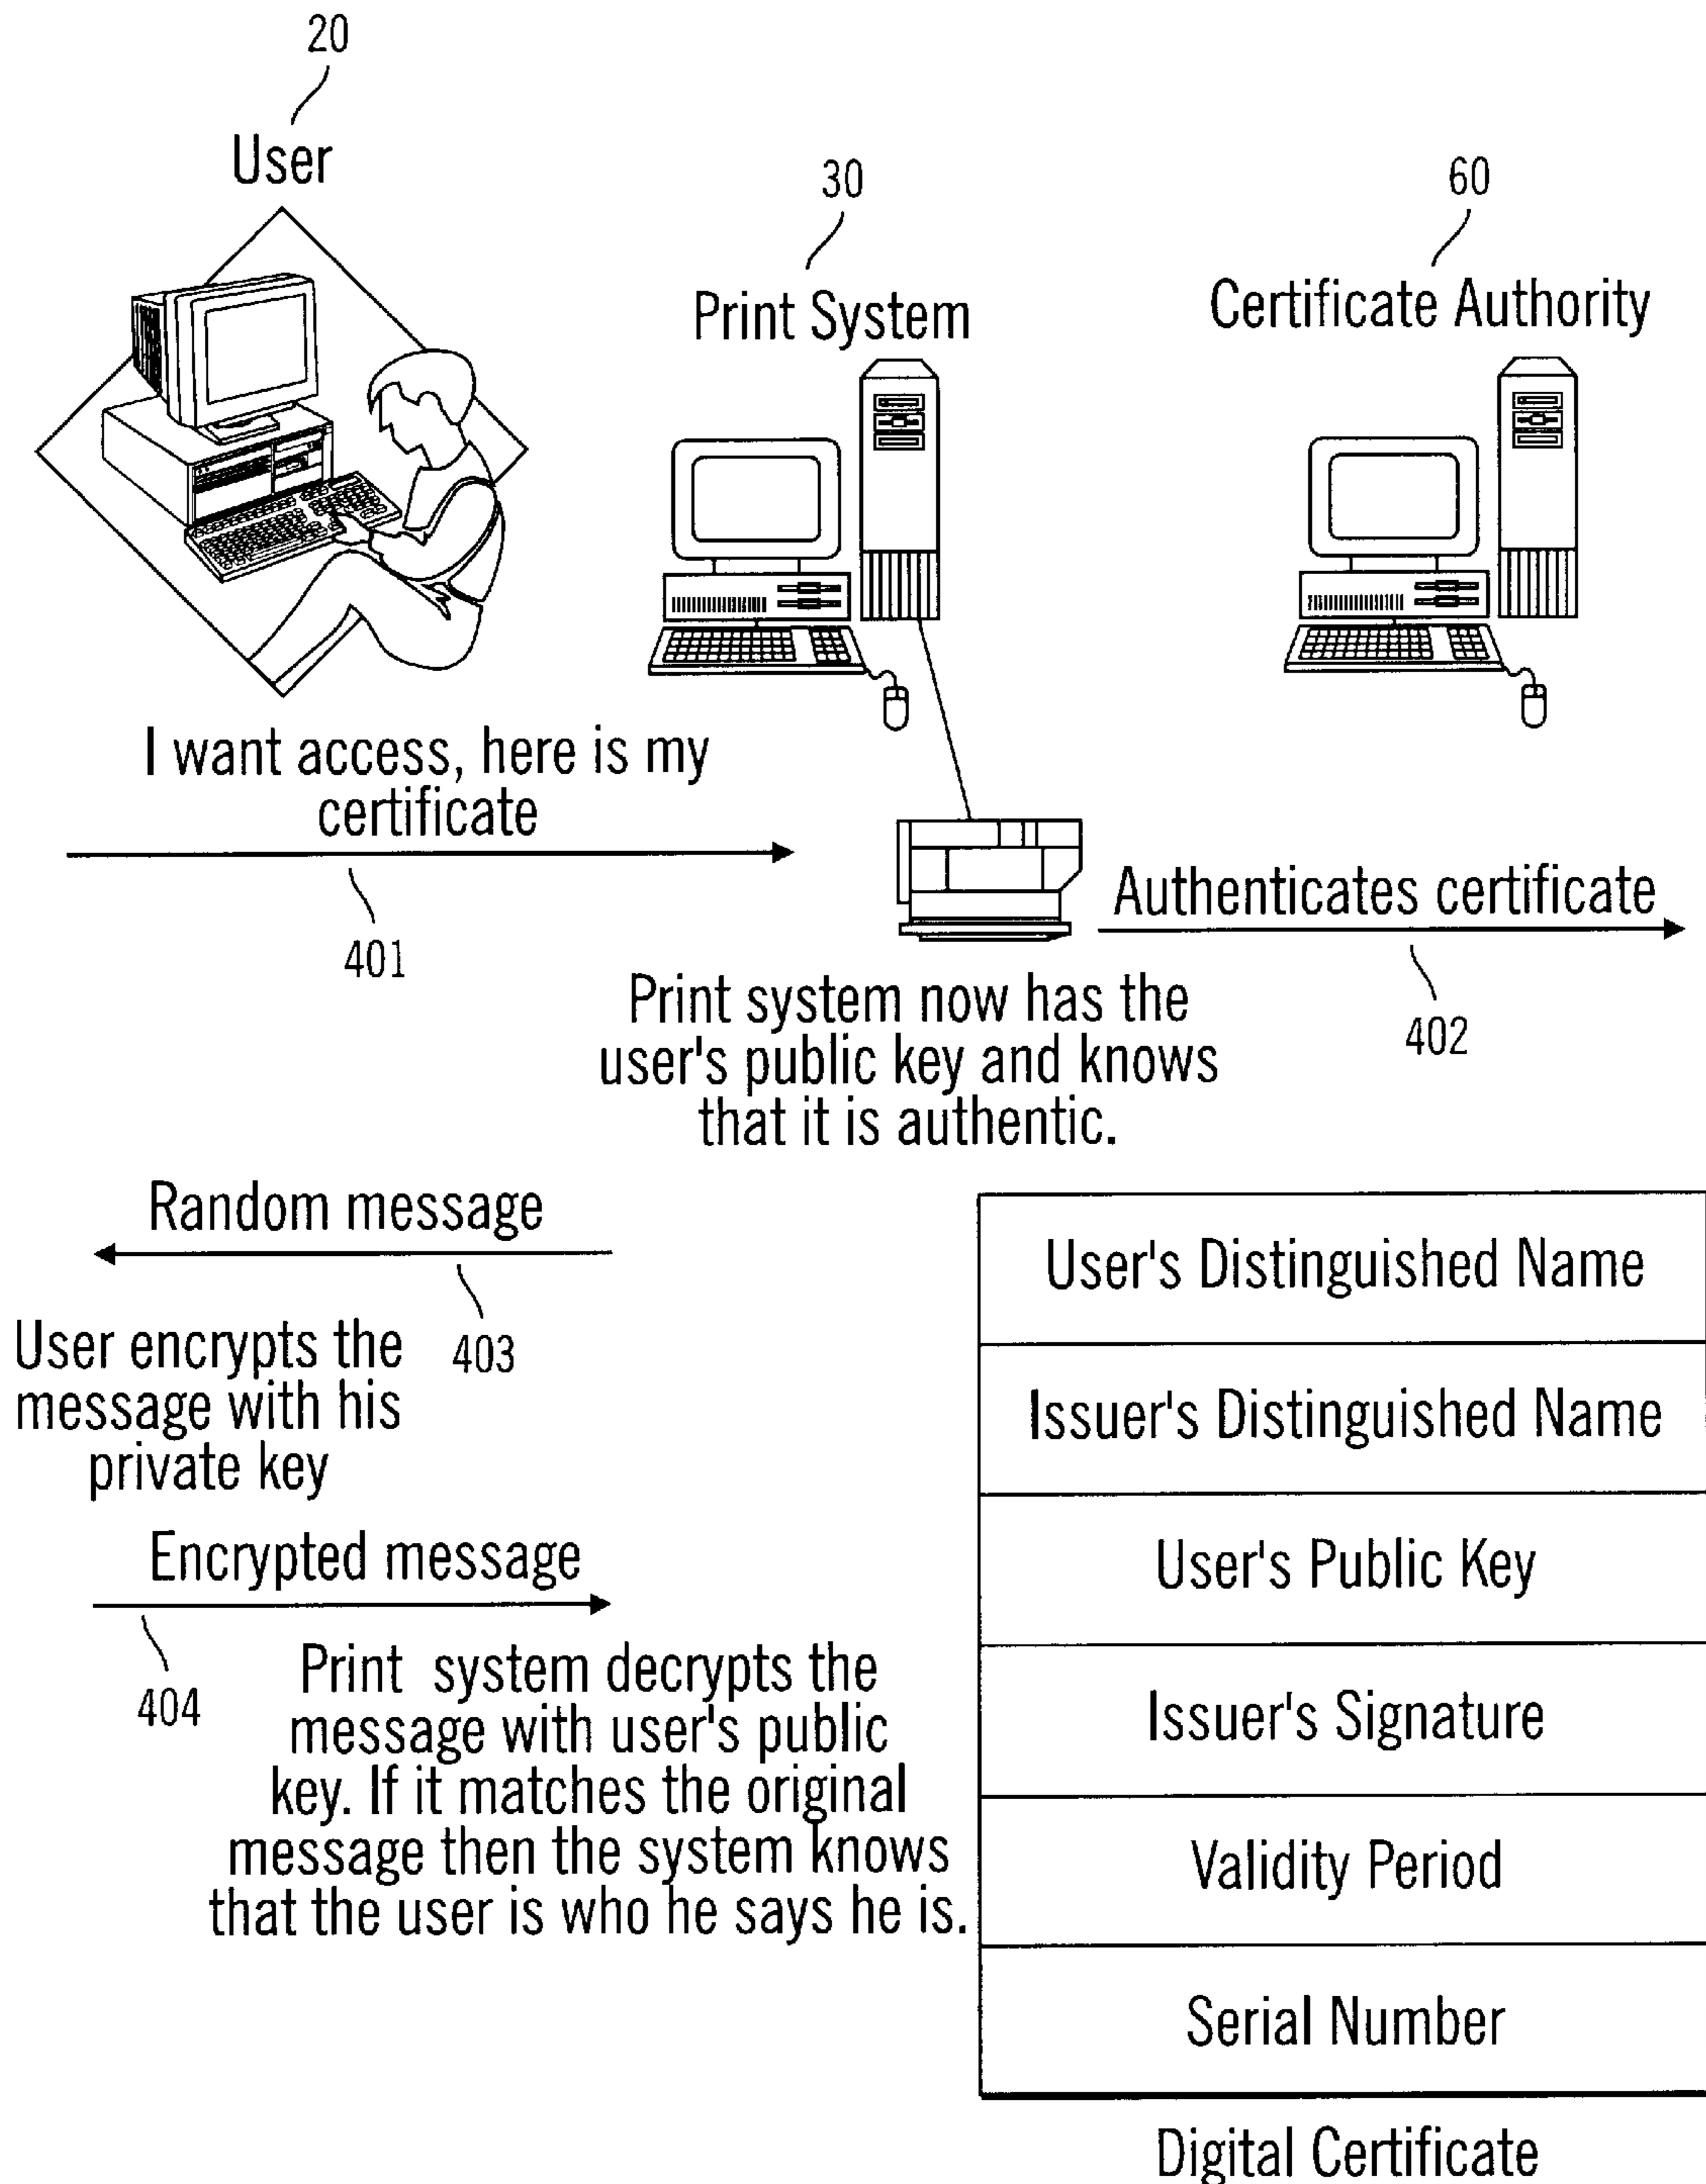 20
User
30
Print System
60
Certificate Authority
I want access, here is my
certificate
401
Authenticates certificate
402
Print system now has the
user's public key and knows
that it is authentic.
Random message
403
User encrypts the
message with his
private key
Encrypted message
404
Print system decrypts the
message with user's public
key. If it matches the original
message then the system knows
that the user is who he says he is.
User's Distinguished Name
Issuer's Distinguished Name
User's Public Key
Issuer's Signature
Validity Period
Serial Number
Digital Certificate